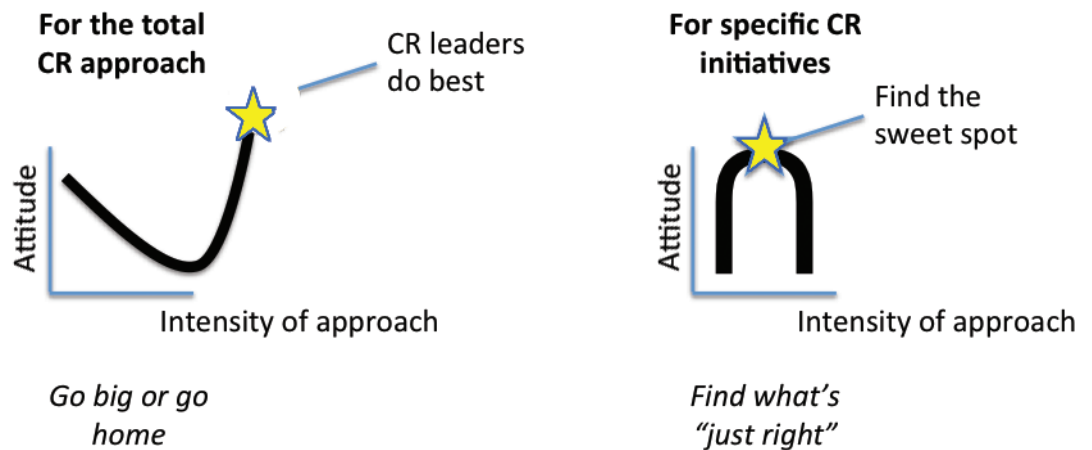 For the total
CR approach
CR leaders
do best
Attitude
Intensity of approach
Go big or go
home
For specific CR
initiatives
Find the
sweet spot
Attitude
Intensity of approach
Find what’s
“just right”